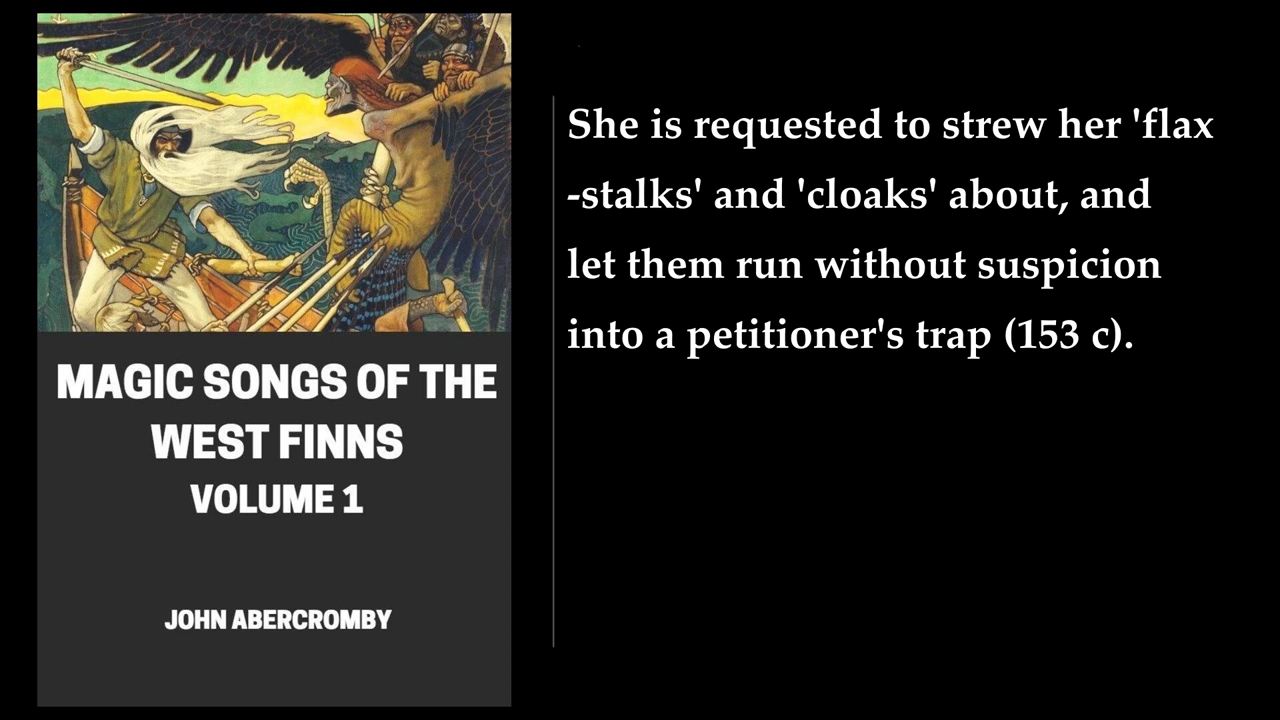 MAGIC SONGS OF THE
WEST FINNS
VOLUME 1
JOHN ABERCROMBY
She is requested to strew her 'flax
-stalks' and 'cloaks' about, and
let them run without suspicion
into a petitioner's trap (153 c).